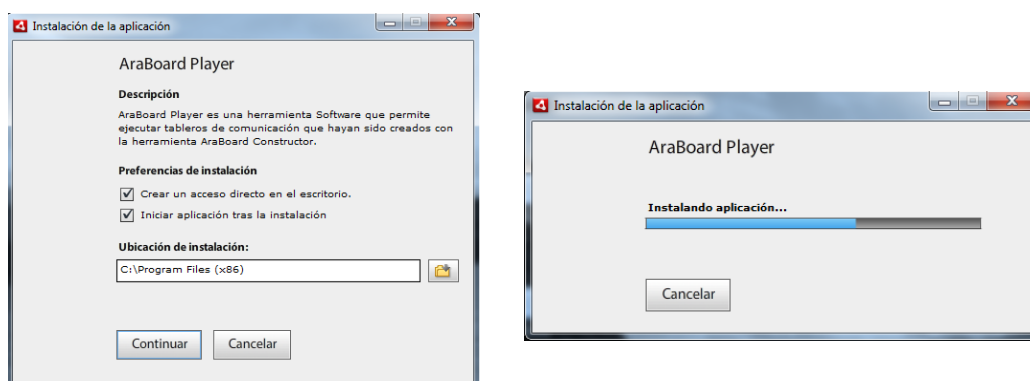 Instalación de la aplicación
AraBoard Player
Descripción
AraBoard Player es una herramienta Software que permite
ejecutar tableros de comunicación que hayan sido creados con
la herramienta AraBoard Constructor.
Preferencias de instalación
Crear un acceso directo en el escritorio.
Iniciar aplicación tras la instalación
Ubicación de instalación:
C:\Program Files (x86)
Continuar
Cancelar
Instalación de la aplicación
AraBoard Player
Instalando aplicación...
Cancelar